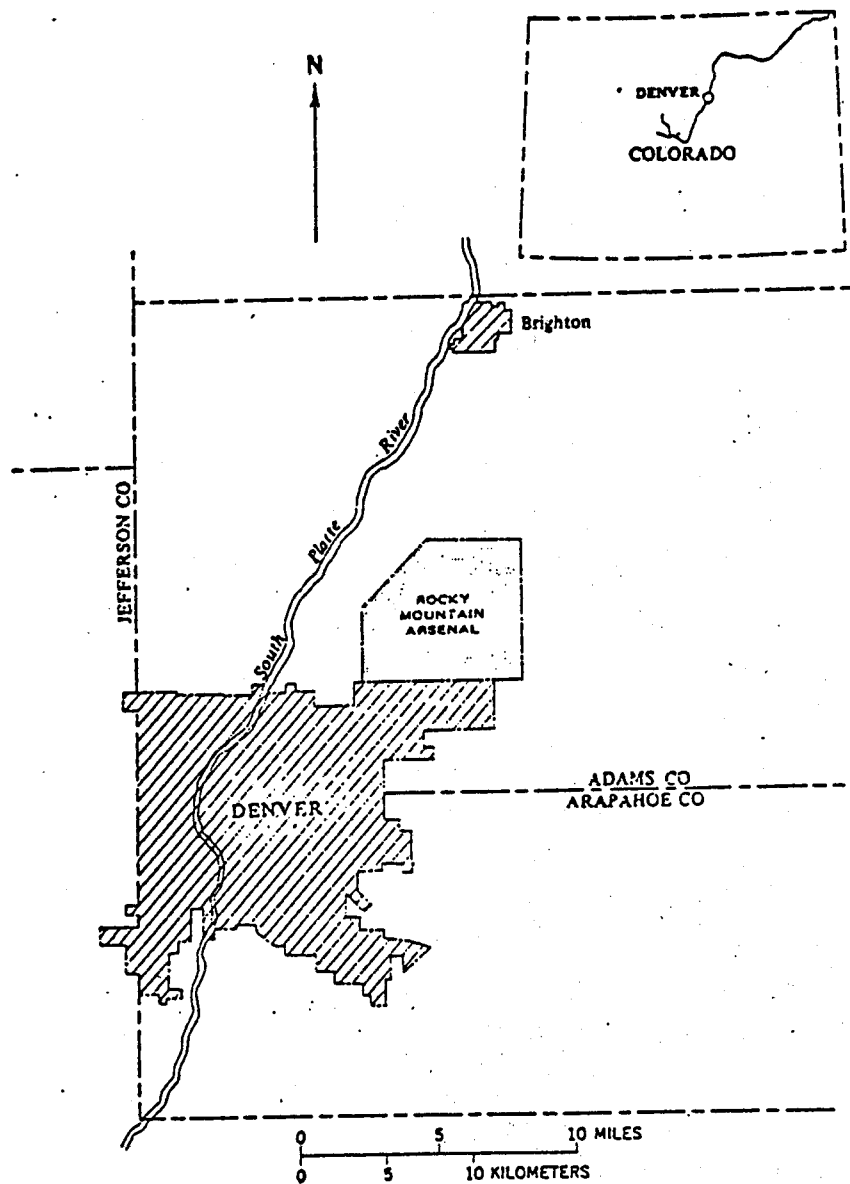 N
DENVER
COLORADO
Brighton
South Platte River
JEFFERSON CO
ROCKY
MOUNTAIN
ARSENAL
DENVER
ADAMS CO
ARAPAHOE CO
0 5 10 MILES
0 5 10 KILOMETERS